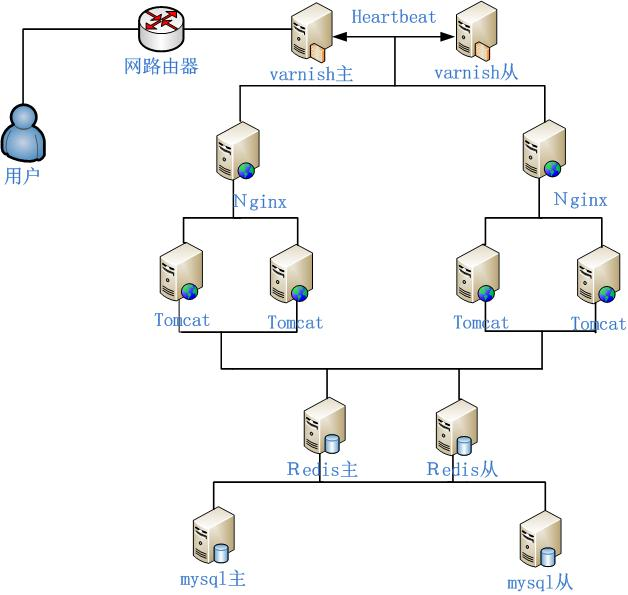 Heartbeat
网路由器
varnish主
varnish从
用户
Nginx
Nginx
Tomcat
Tomcat
Tomcat
Tomcat
Redis主
Redis从
mysql主
mysql从